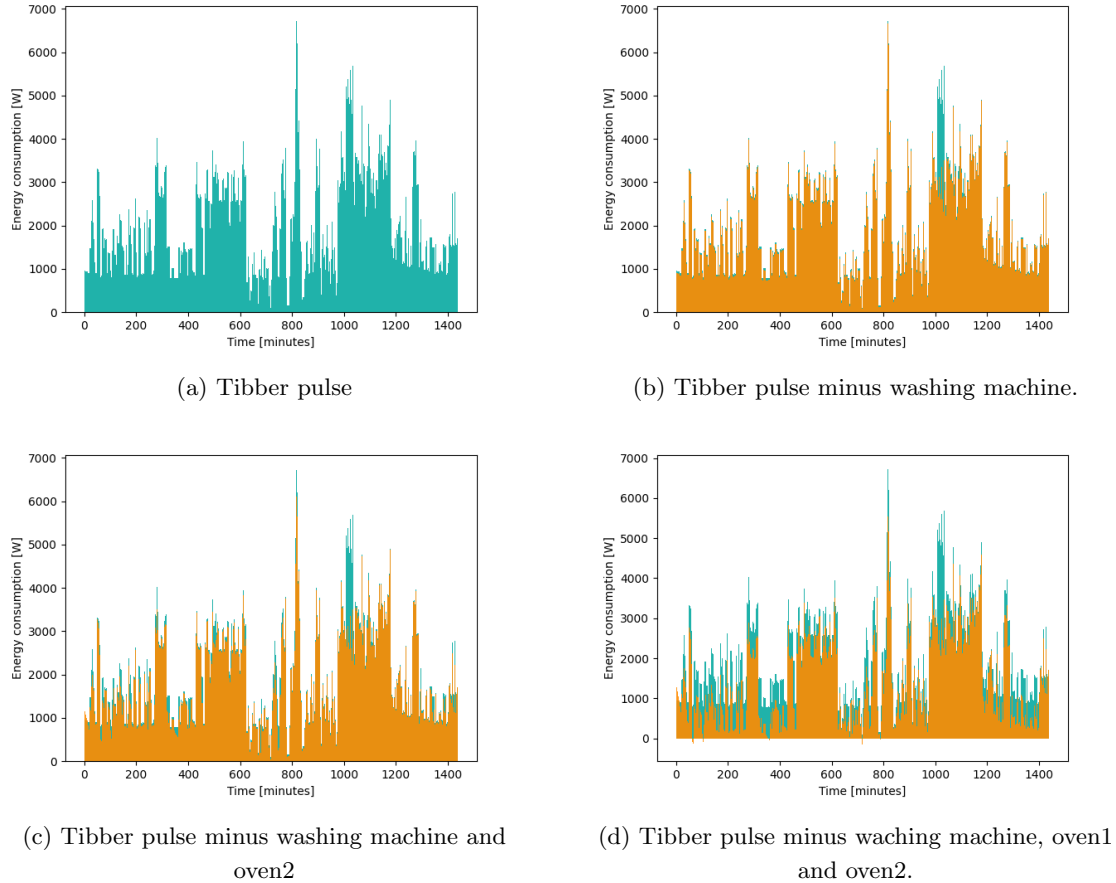 7000
6000
5000
4000
3000
2000
1000
0
Energy consumption [W]
0 200 400 600 800 1000 1200 1400
Time [minutes]
(a) Tibber pulse
7000
6000
5000
4000
3000
2000
1000
0
Energy consumption [W]
0 200 400 600 800 1000 1200 1400
Time [minutes]
(b) Tibber pulse minus washing machine.
7000
6000
5000
4000
3000
2000
1000
0
Energy consumption [W]
0 200 400 600 800 1000 1200 1400
Time [minutes]
(c) Tibber pulse minus washing machine and
oven2
7000
6000
5000
4000
3000
2000
1000
0
Energy consumption [W]
0 200 400 600 800 1000 1200 1400
Time [minutes]
(d) Tibber pulse minus waching machine, oven1
and oven2.